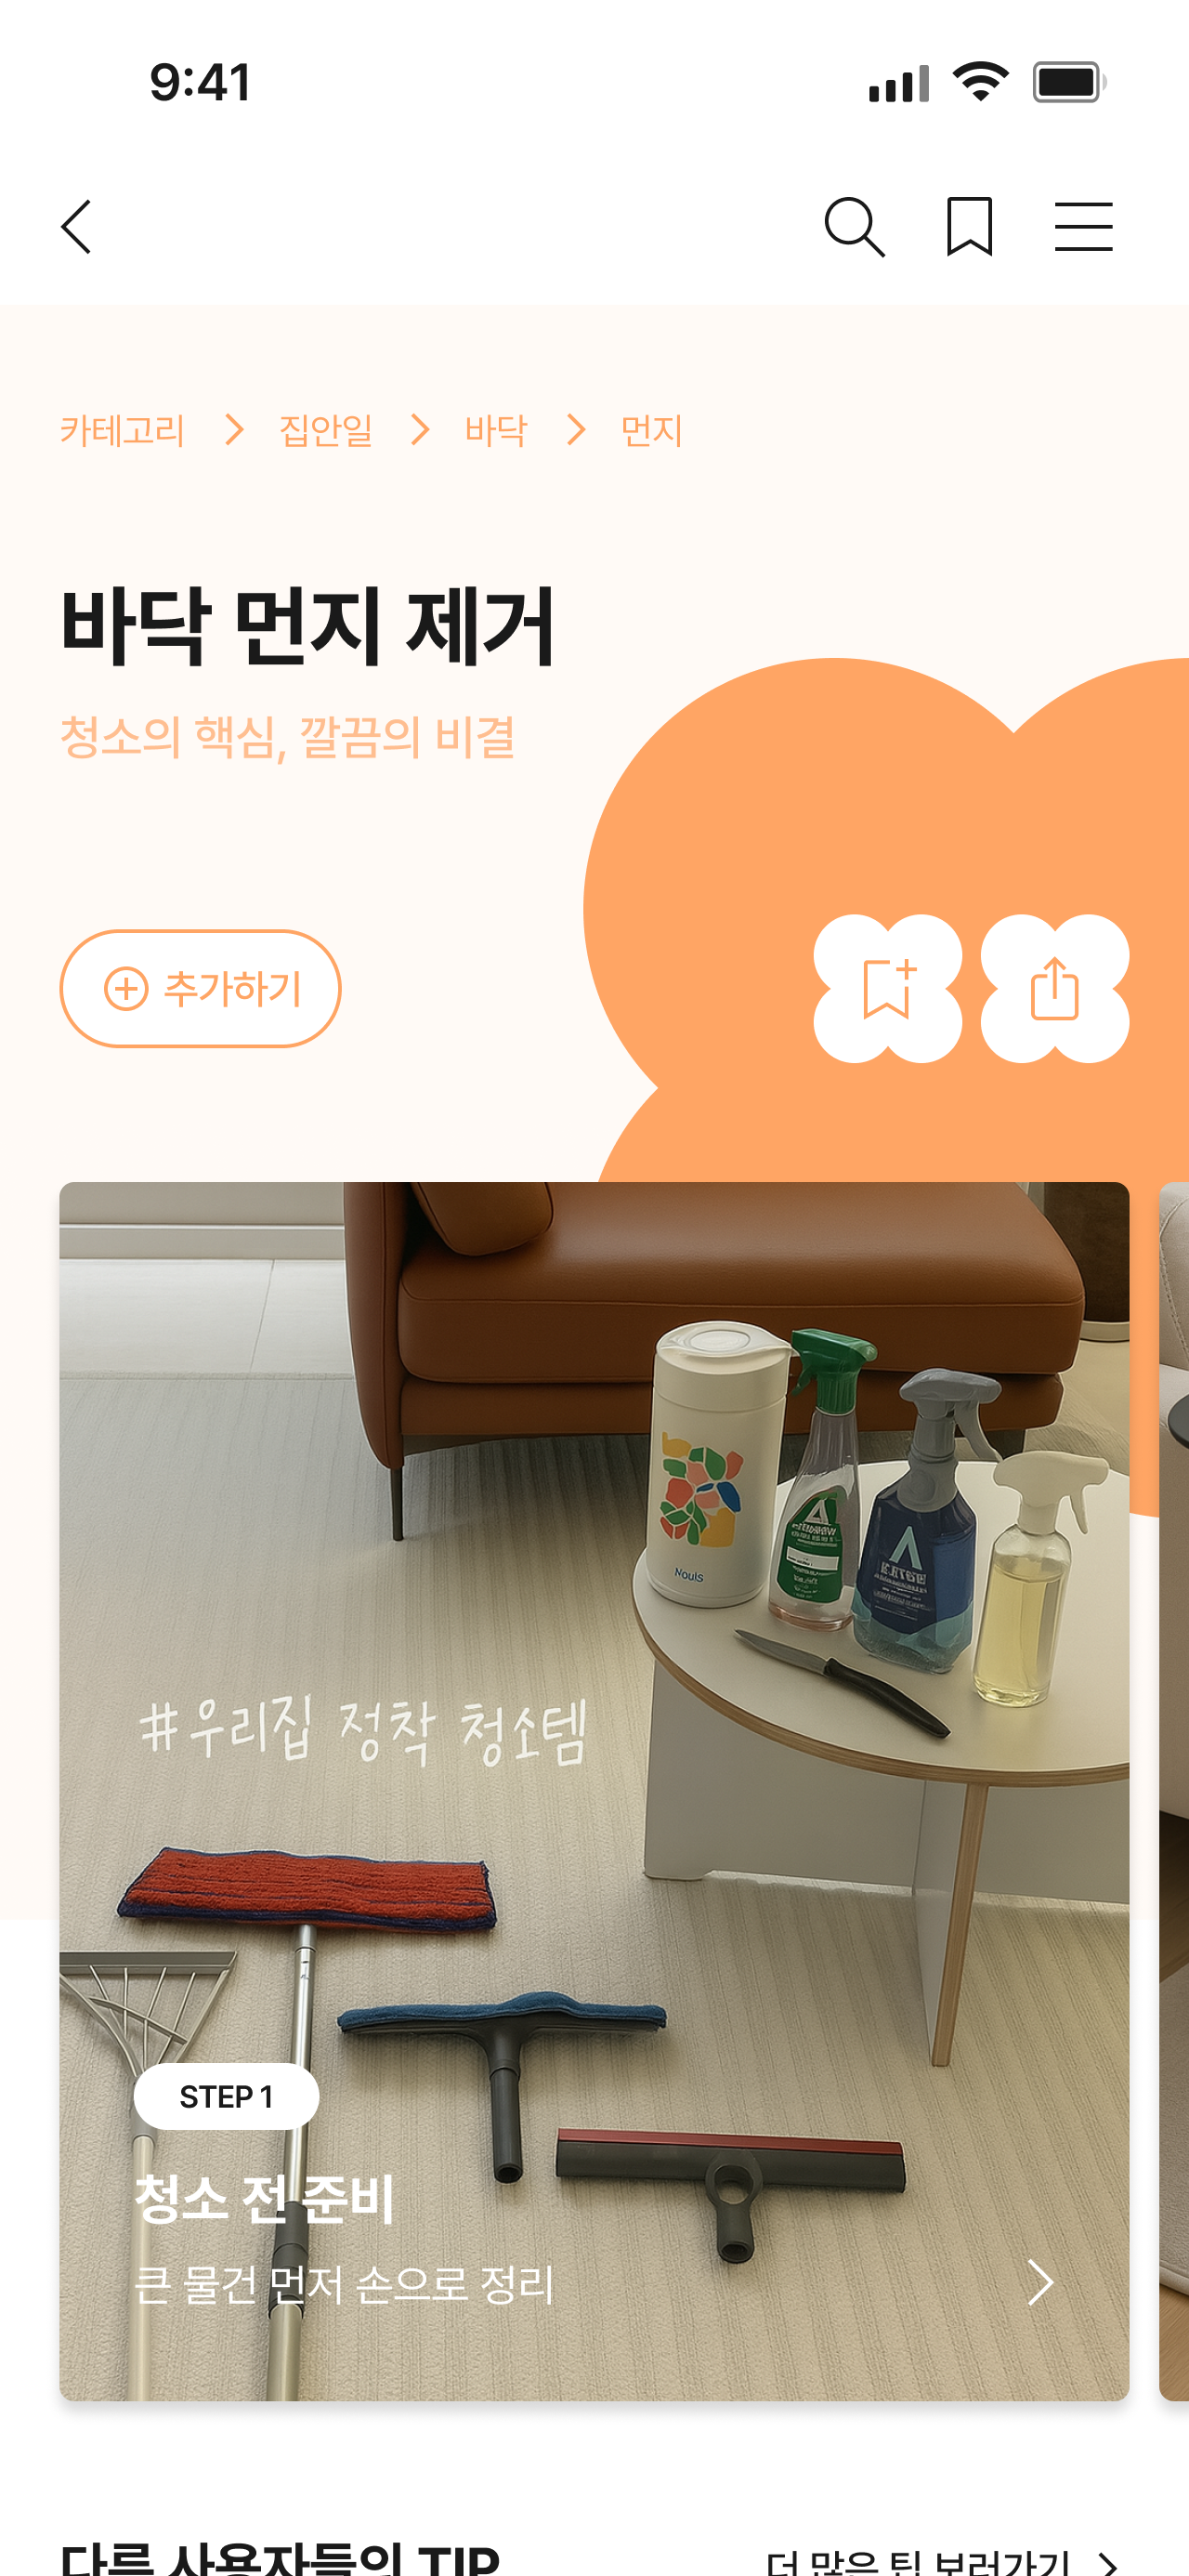 9:41
카테고리 집안일 바닥 먼지
바닥 먼지 제거
청소의 핵심, 깔끔의 비결
추가하기
Nouls
#우리집 정착 청소템
STEP 1
청소 전 준비
큰 물건 먼저 손으로 정리
다른 사용자들의 TIP
더 많은 팁 보러가기